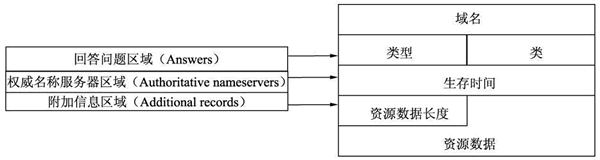 回答问题区域（Answers）
权威名称服务器区域（Authoritative nameservers）
附加信息区域（Additional records）
域名
类型 类
生存时间
资源数据长度
资源数据